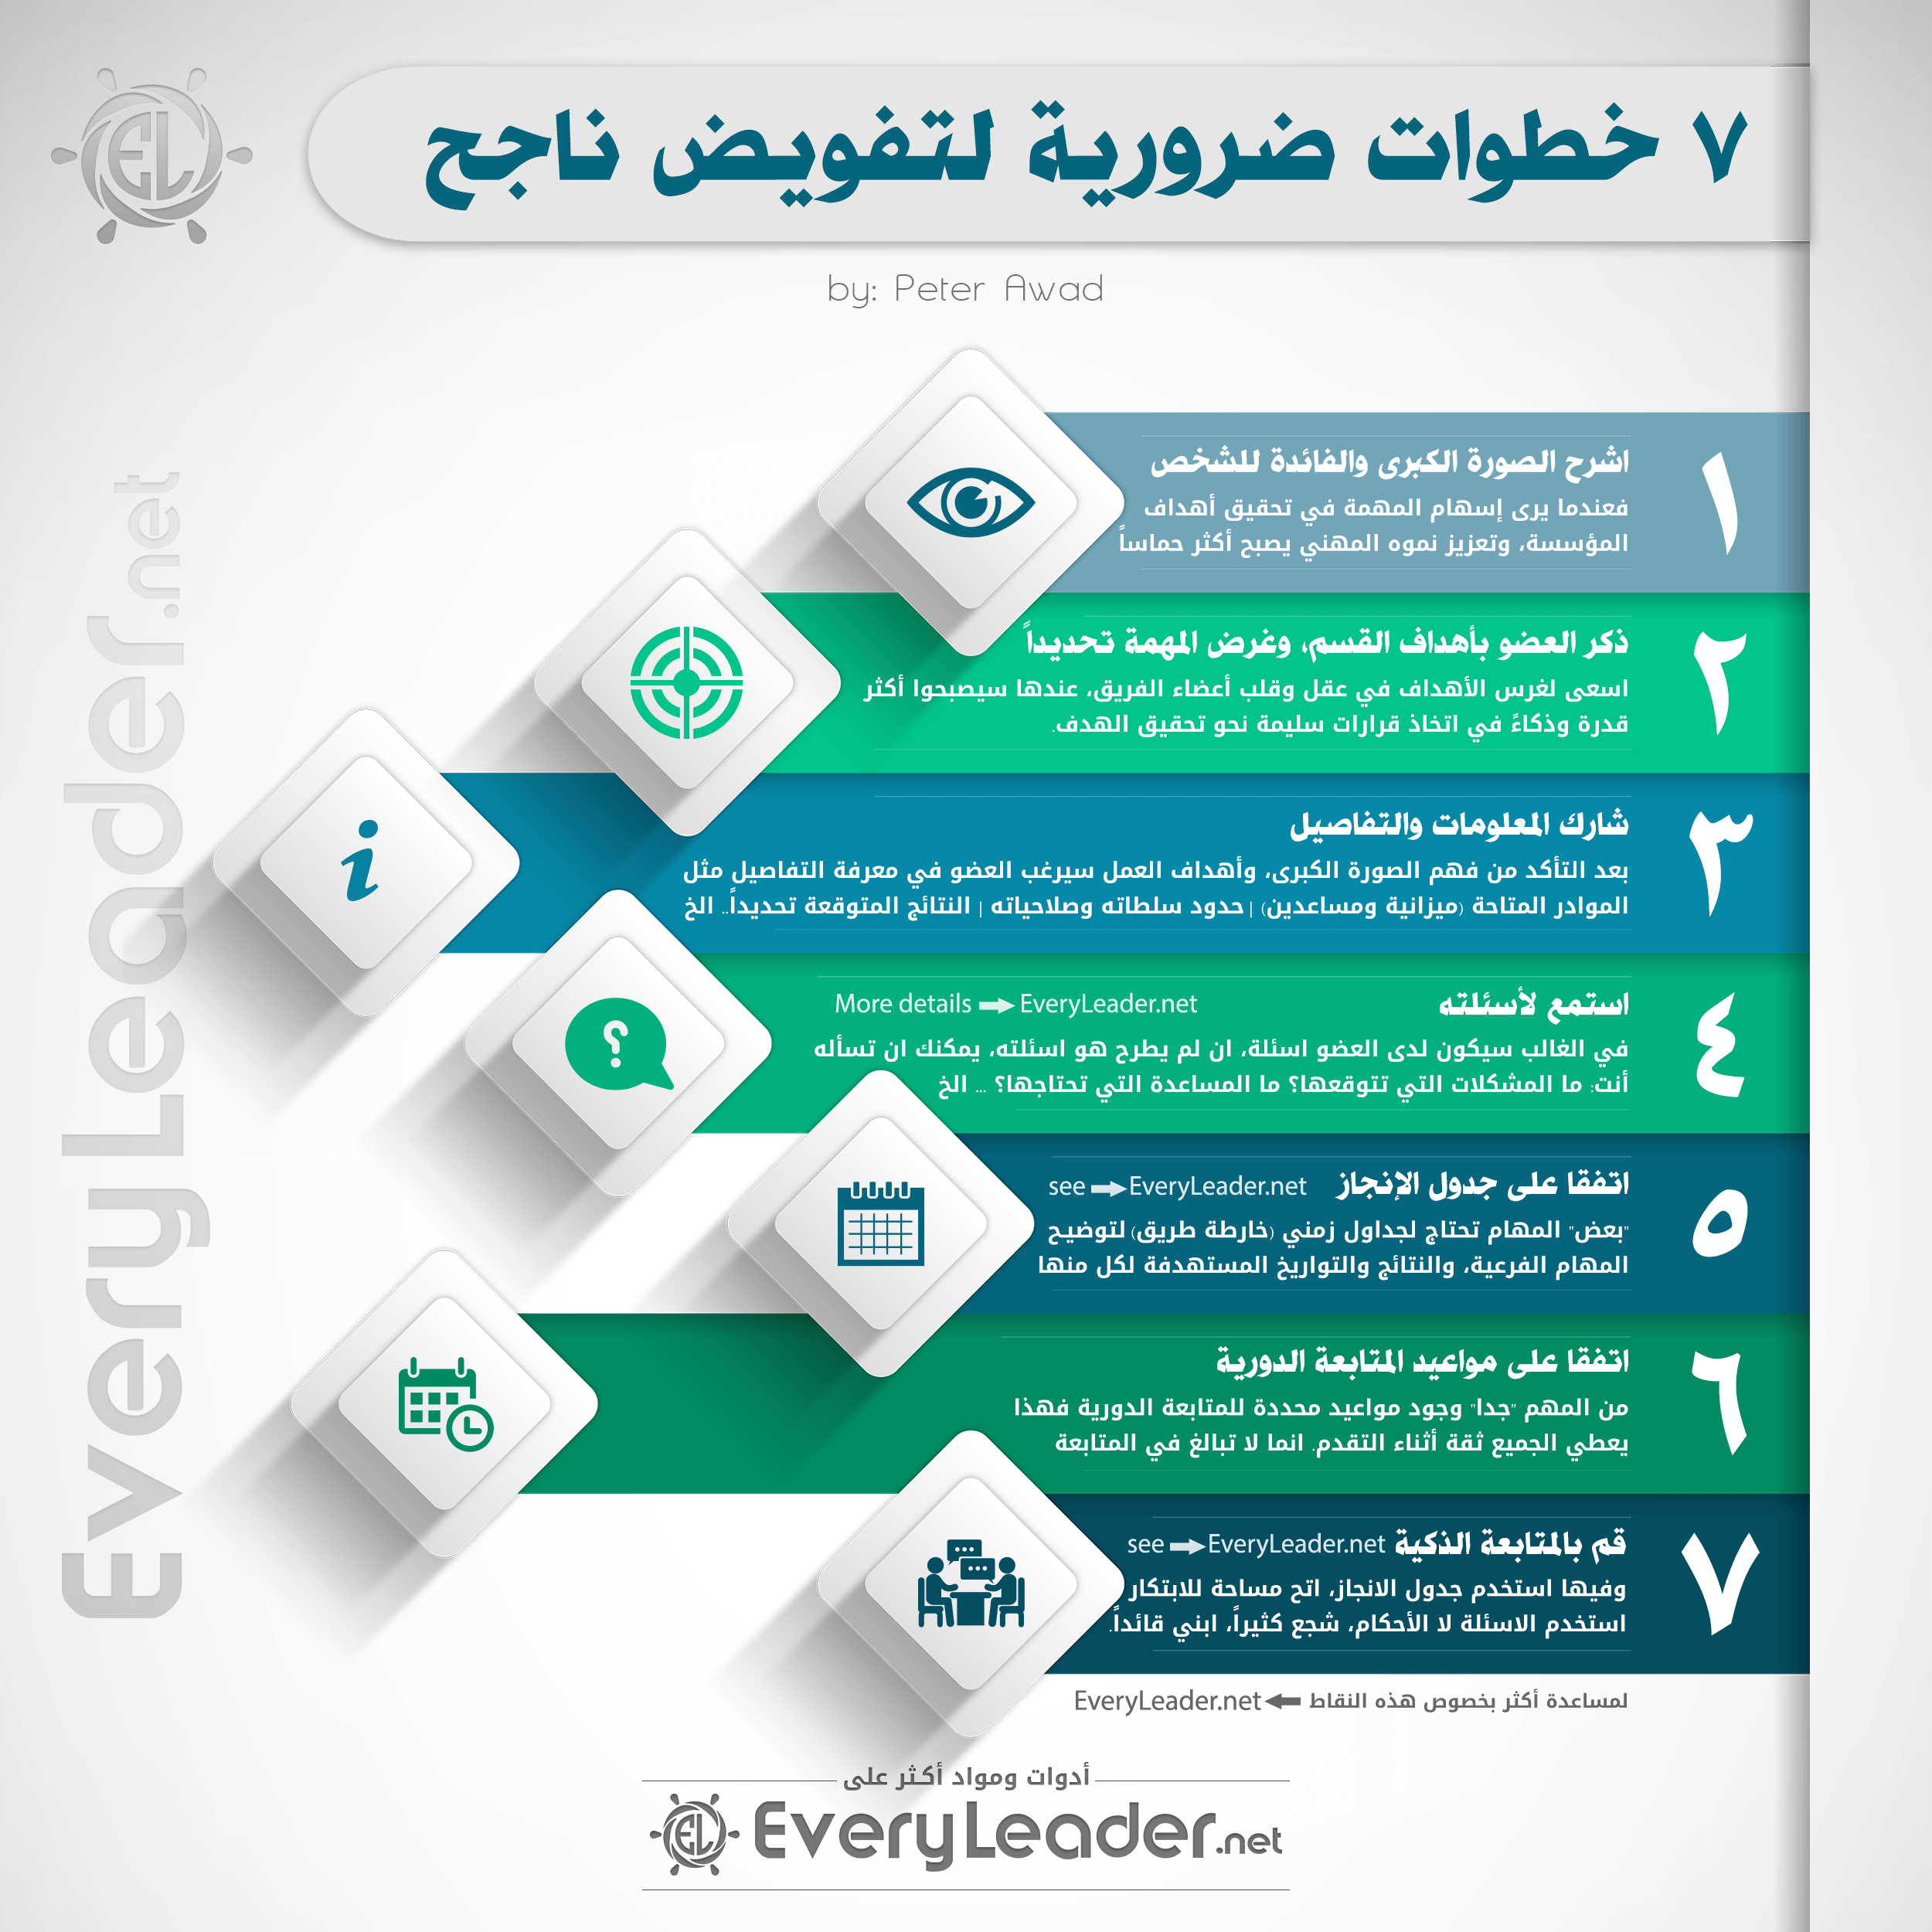 ٧ خطوات ضرورية لتفويض ناجح
by: Peter Awad
EL
EveryLeader.net
١
اشرح الصورة الكبرى والفائدة للشخص
فعندما يرى إسهام المهمة في تحقيق أهداف
المؤسسة، وتعزيز نموه المهني يصبح أكثر حماساً
٢
ذكر العضو بأهداف القسم، وغرض المهمة تحديداً
اسعى لغرس الأهداف في عقل وقلب أعضاء الفريق، عندها سيصبحوا أكثر
قدرة وذكاءً في اتخاذ قرارات سليمة نحو تحقيق الهدف.
٣
شارك المعلومات والتفاصيل
بعد التأكد من فهم الصورة الكبرى، وأهداف العمل سيرغب العضو في معرفة التفاصيل مثل
الموادر المتاحة (ميزانية ومساعدين) | حدود سلطاته وصلاحياته | النتائج المتوقعة تحديداً.. الخ
i
٤
استمع لأسئلته More details EveryLeader.net
في الغالب سيكون لدى العضو اسئلة، ان لم يطرح هو اسئلته، يمكنك ان تسأله
أنت: ما المشكلات التي تتوقعها؟ ما المساعدة التي تحتاجها؟ ... الخ
؟
٥
اتفقا على جدول الإنجاز see EveryLeader.net
"بعض" المهام تحتاج لجداول زمني (خارطة طريق) لتوضيح
المهام الفرعية، والنتائج والتواريخ المستهدفة لكل منها
٦
اتفقا على مواعيد المتابعة الدورية
من المهم "جدا" وجود مواعيد محددة للمتابعة الدورية فهذا
يعطي الجميع ثقة أثناء التقدم. انما لا تبالغ في المتابعة
٧
قم بالمتابعة الذكية see EveryLeader.net
وفيها استخدم جدول الانجاز، اتح مساحة للابتكار
استخدم الاسئلة لا الأحكام، شجع كثيراً، ابني قائداً.
لمساعدة أكثر بخصوص هذه النقاط EveryLeader.net
أدوات ومواد أكثر على
EL EveryLeader.net